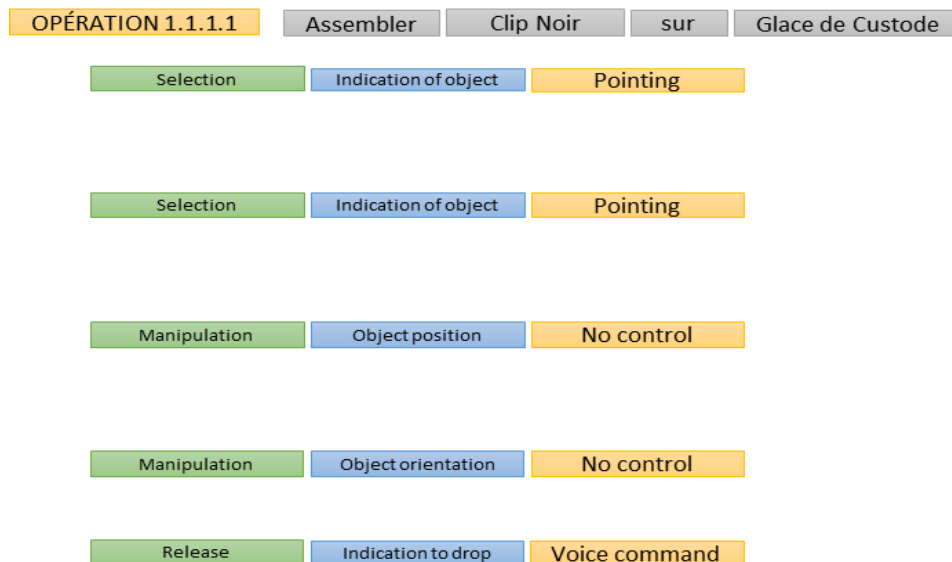 OPÉRATION 1.1.1.1 Assembler Clip Noir sur Glace de Custode
Selection Indication of object Pointing
Selection Indication of object Pointing
Manipulation Object position No control
Manipulation Object orientation No control
Release Indication to drop Voice command